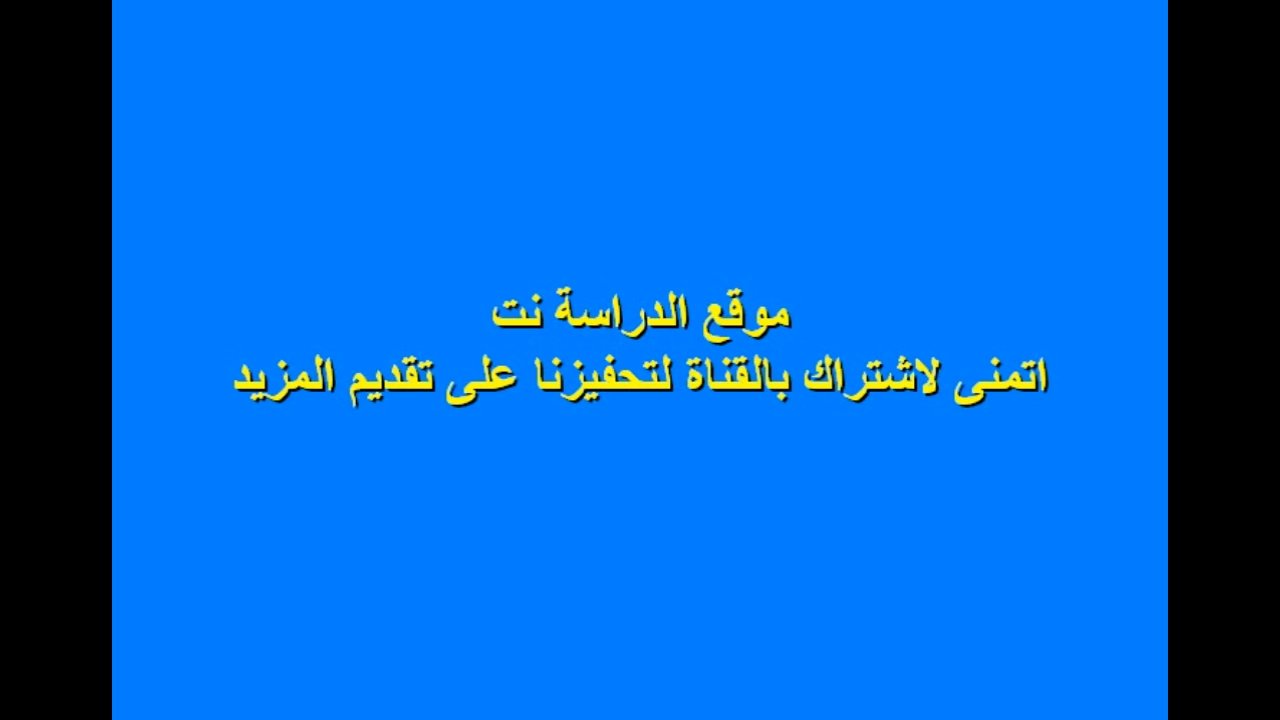 موقع الدراسة نت
اتمنى لاشتراك بالقناة لتحفيزنا على تقديم المزيد